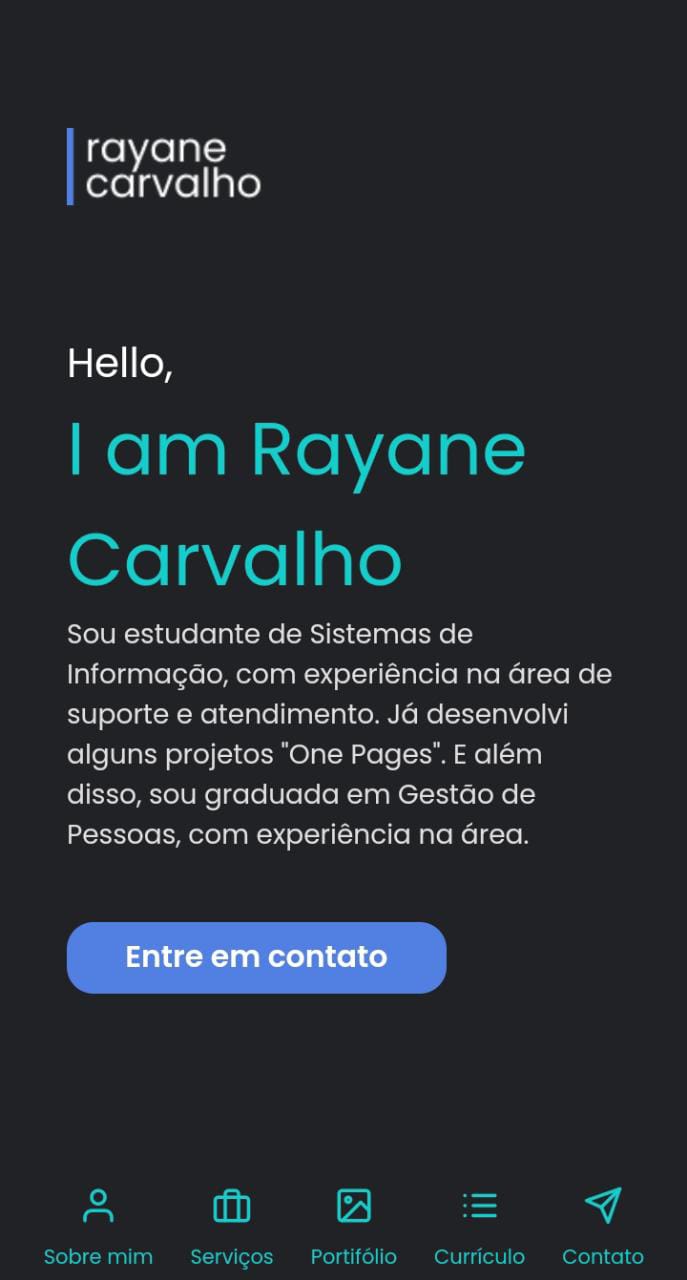 rayane
carvalho
Hello,
I am Rayane
Carvalho
Sou estudante de Sistemas de
Informação, com experiência na área de
suporte e atendimento. Já desenvolvi
alguns projetos "One Pages". E além
disso, sou graduada em Gestão de
Pessoas, com experiência na área.
Entre em contato
Sobre mim Serviços Portifólio Currículo Contato